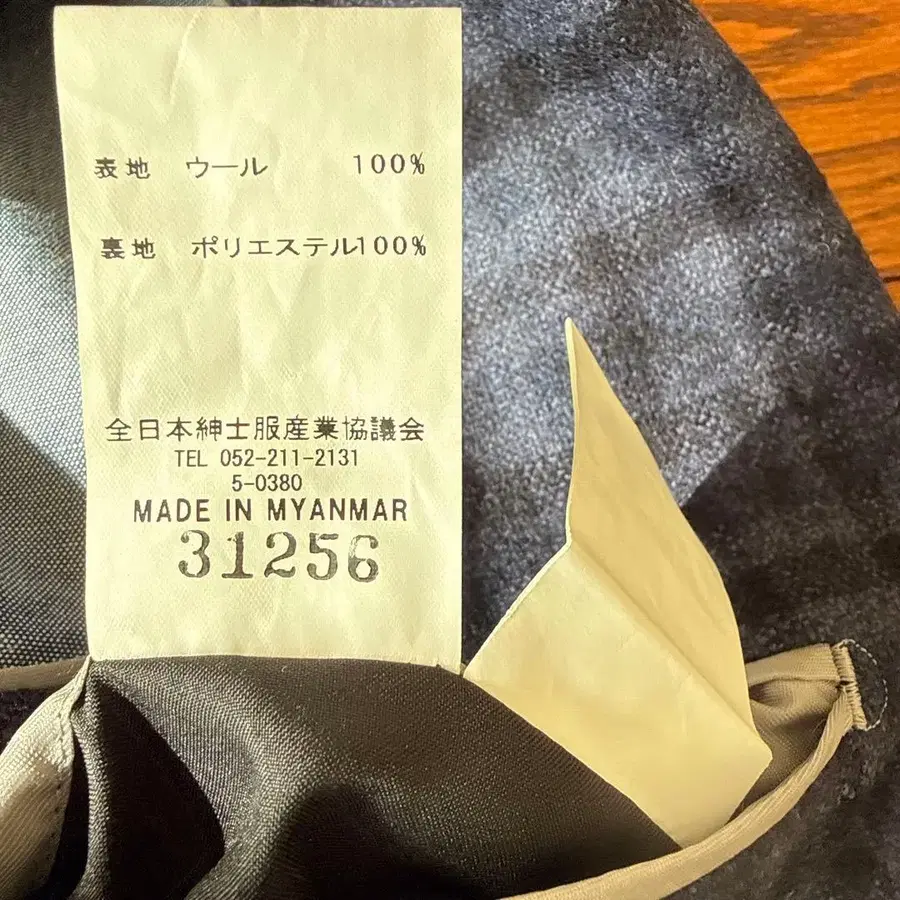 表地 ウール 100%
裏地 ポリエステル100%
全日本紳士服産業協議会
TEL 052-211-2131
5-0380
MADE IN MYANMAR
31256